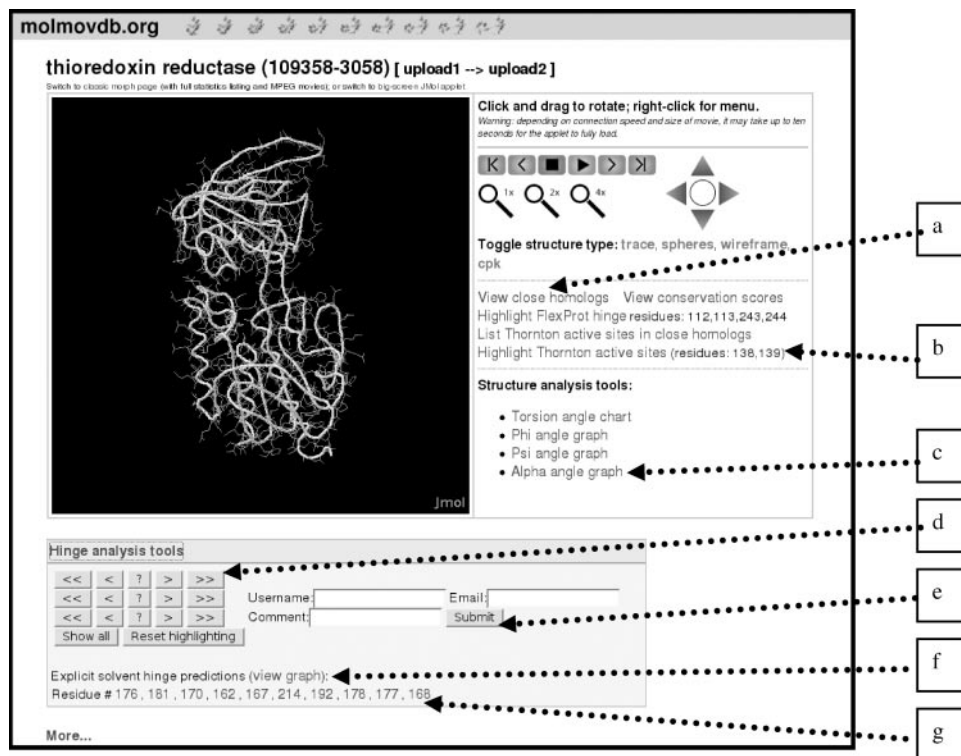 molmovdb.org
thioredoxin reductase (109358-3058) [ upload1 --> upload2 ]
Switch to classic morph page (with full statistics listing and MPEG movies); or switch to big-screen JMol applet
Click and drag to rotate; right-click for menu.
Warning: depending on connection speed and size of movie, it may take up to ten
seconds for the applet to fully load.
1x 2x 4x
Toggle structure type: trace, spheres, wireframe,
cpk
View close homologs View conservation scores
Highlight FlexProt hinge residues: 112,113,243,244
List Thornton active sites in close homologs
Highlight Thornton active sites (residues: 138,139)
Structure analysis tools:
• Torsion angle chart
• Phi angle graph
• Psi angle graph
• Alpha angle graph
Jmol
Hinge analysis tools
<< < ? > >>
<< < ? > >> Username: Email:
<< < ? > >> Comment: Submit
Show all Reset highlighting
Explicit solvent hinge predictions (view graph):
Residue # 176 , 181 , 170 , 162 , 167 , 214 , 192 , 178 , 177 , 168
More...
a
b
c
d
e
f
g